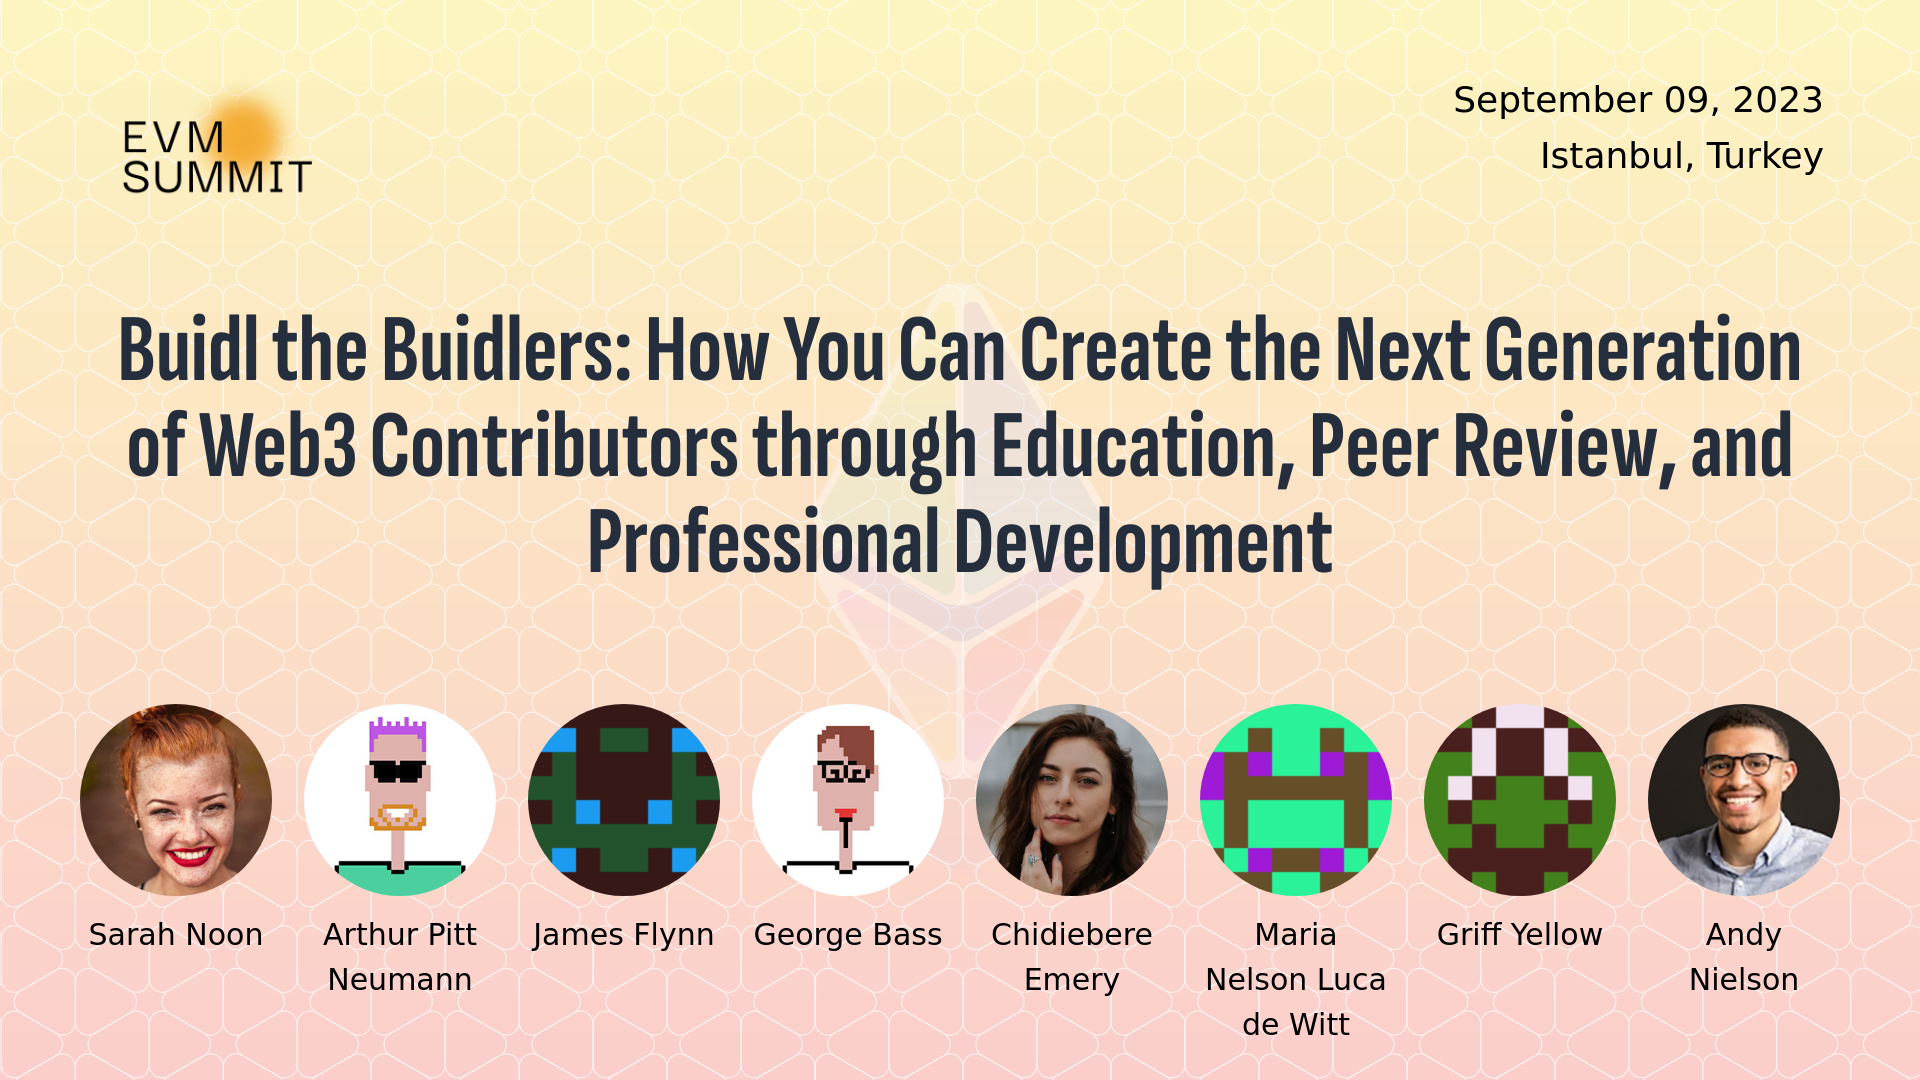 EVM
SUMMIT
September 09, 2023
Istanbul, Turkey
Buidl the Buidlers: How You Can Create the Next Generation
of Web3 Contributors through Education, Peer Review, and
Professional Development
Sarah Noon
Arthur Pitt
Neumann
James Flynn
George Bass
Chidiebere
Emery
Maria
Nelson Luca
de Witt
Griff Yellow
Andy
Nielson